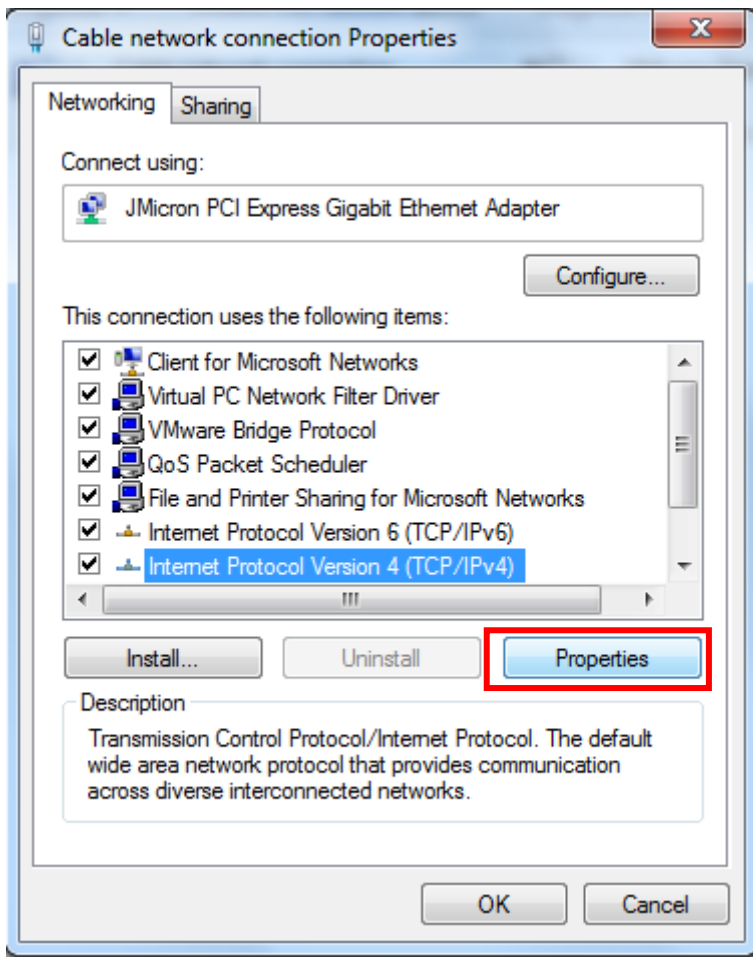 Cable network connection Properties
Networking
Sharing
Connect using:
JMicron PCI Express Gigabit Ethernet Adapter
Configure...
This connection uses the following items:
Client for Microsoft Networks
Virtual PC Network Filter Driver
VMware Bridge Protocol
QoS Packet Scheduler
File and Printer Sharing for Microsoft Networks
Internet Protocol Version 6 (TCP/IPv6)
Internet Protocol Version 4 (TCP/IPv4)
Install...
Uninstall
Properties
Description
Transmission Control Protocol/Internet Protocol. The default
wide area network protocol that provides communication
across diverse interconnected networks.
OK
Cancel